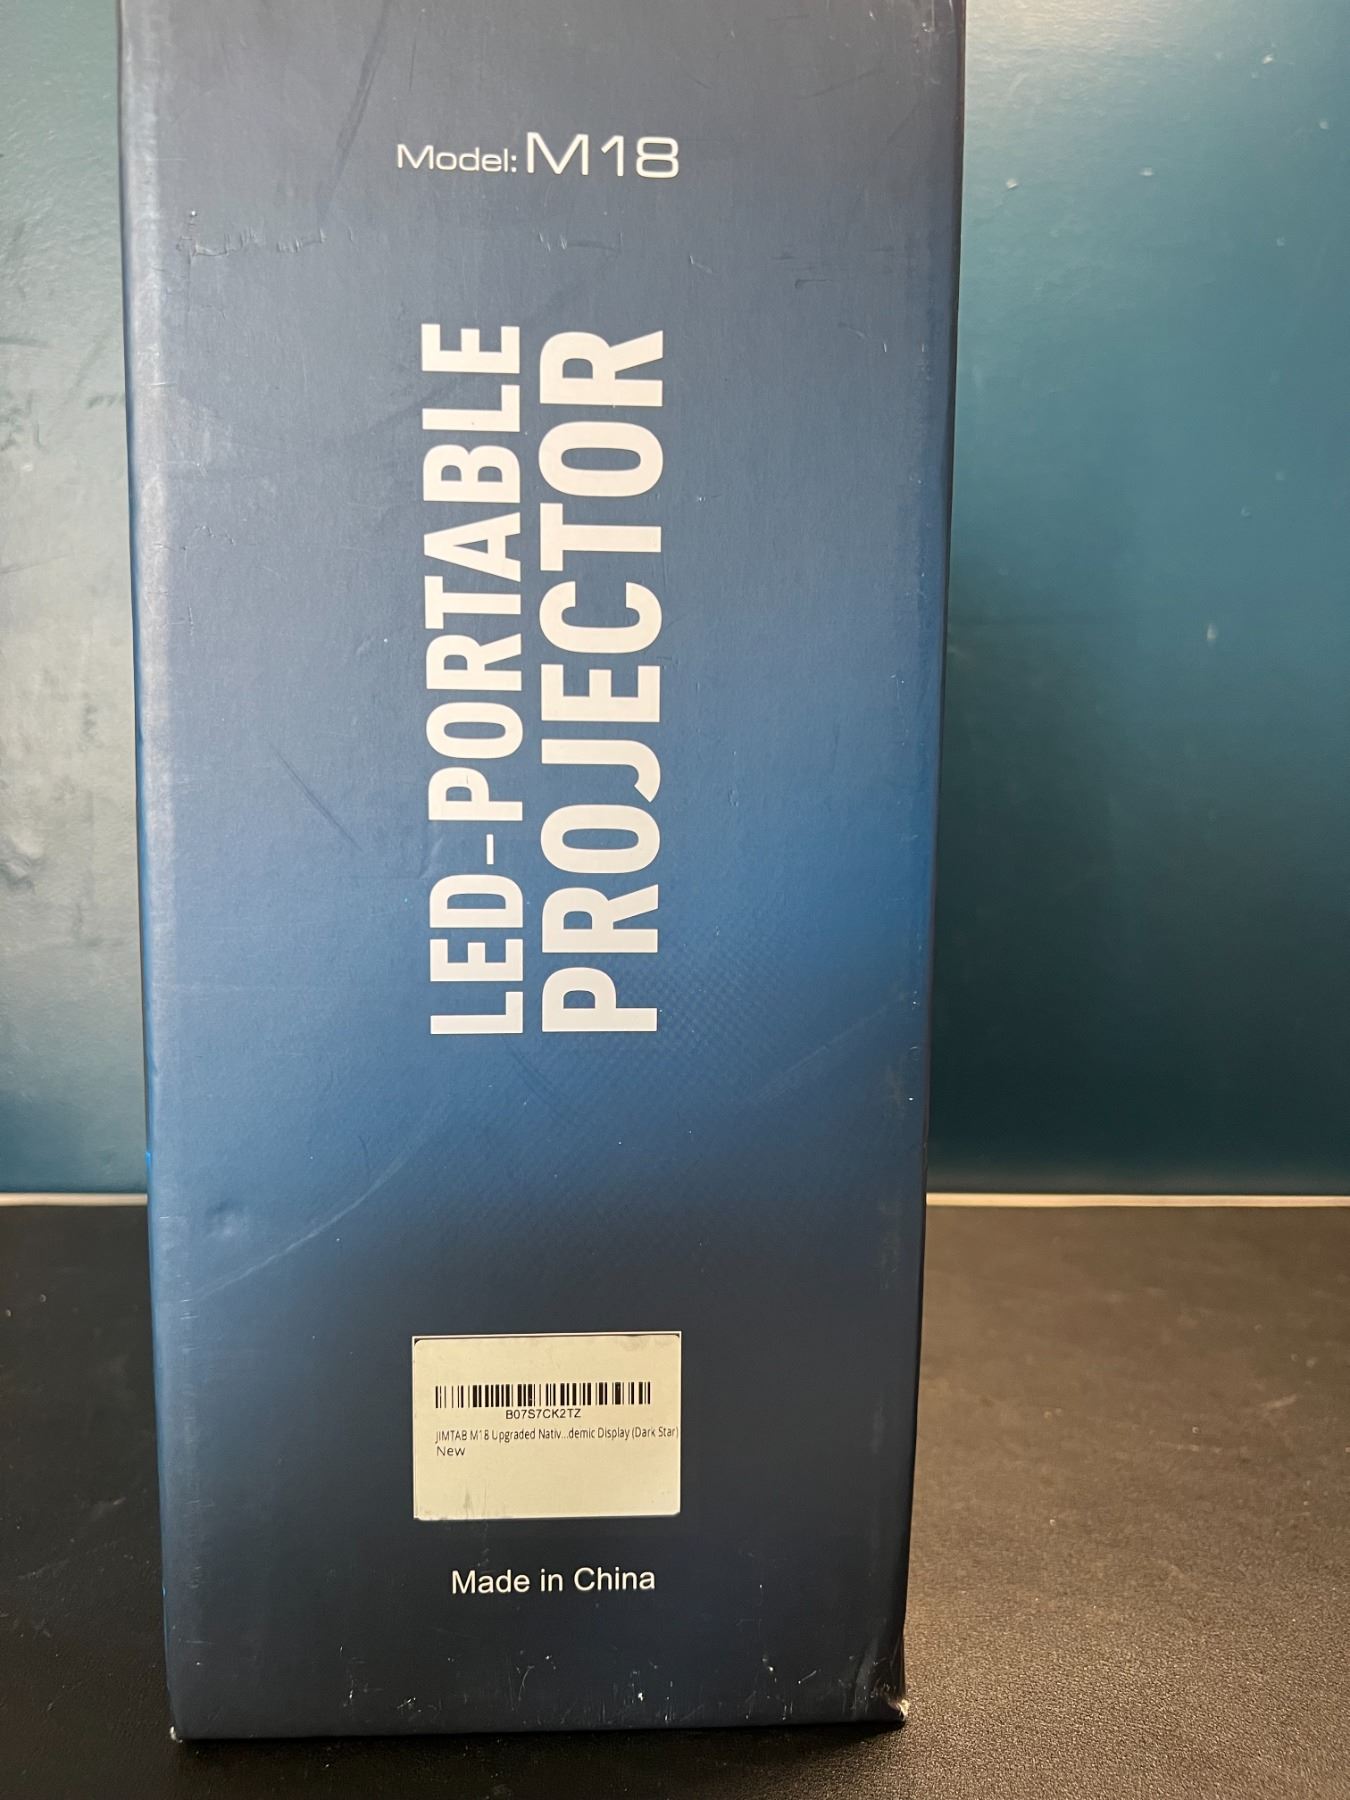 Model: M18
LED-PORTABLE
PROJECTOR
B07S7CK2TZ
JIMTAB M18 Upgraded Nativ...demic Display (Dark Star)
New
Made in China